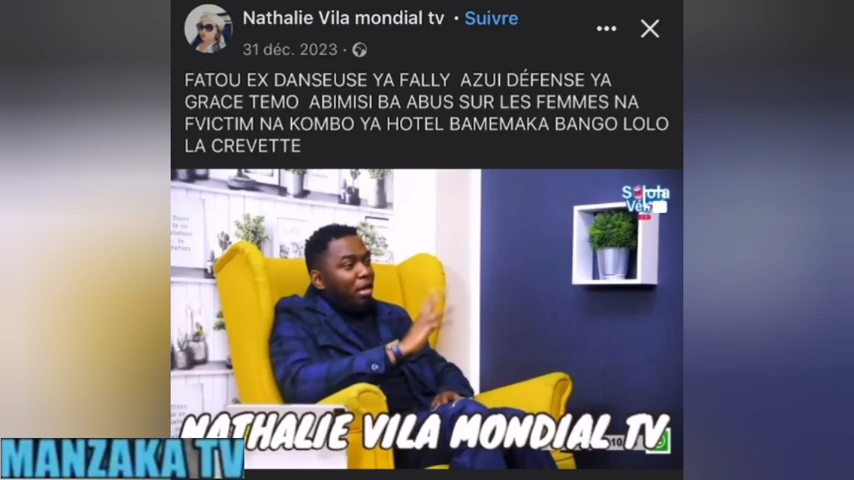 Nathalie Vila mondial tv · Suivre
31 déc. 2023 ·
FATOU EX DANSEUSE YA FALLY AZUI DÉFENSE YA
GRACE TEMO ABIMISI BA ABUS SUR LES FEMMES NA
FVICTIM NA KOMBO YA HOTEL BAMEMAKA BANGO LOLO
LA CREVETTE
NATHALIE VILA MONDIAL TV
MANZAKA TV